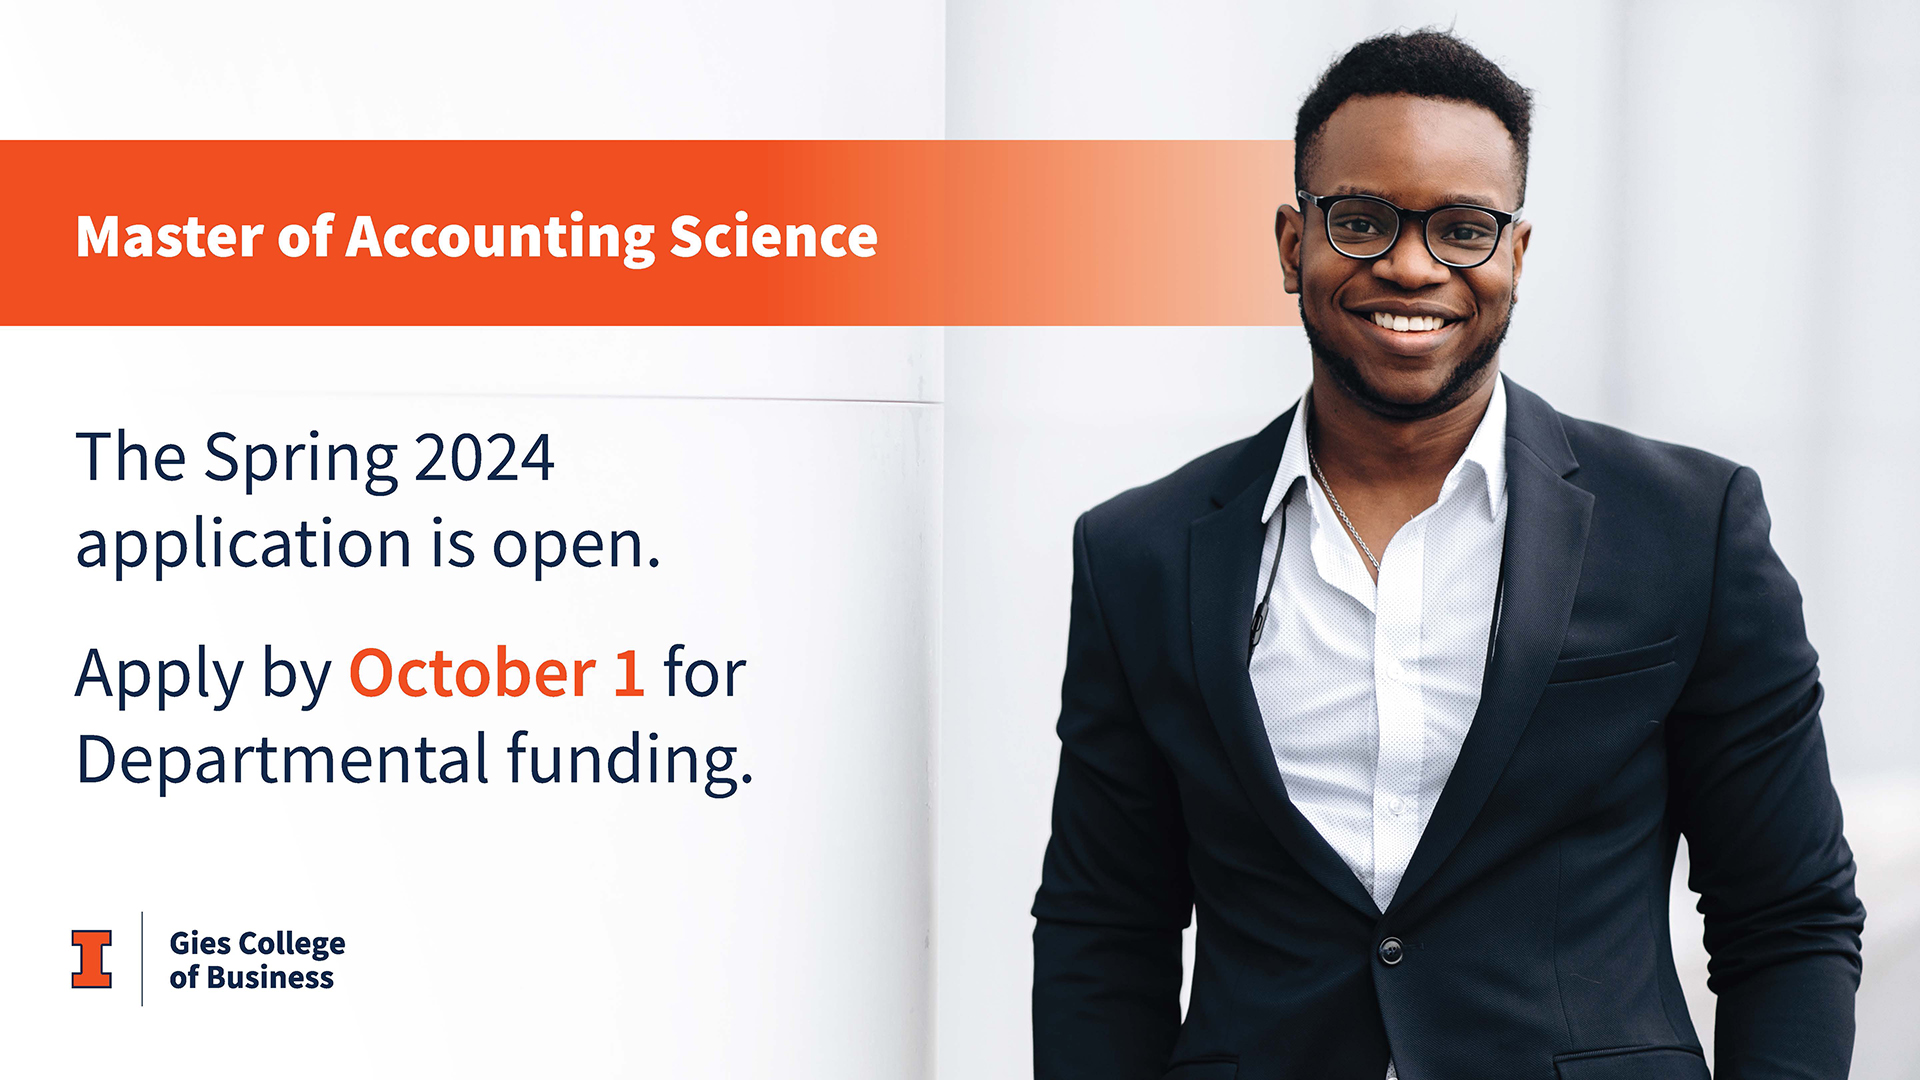 Master of Accounting Science
The Spring 2024
application is open.
Apply by October 1 for
Departmental funding.
I
Gies College
of Business